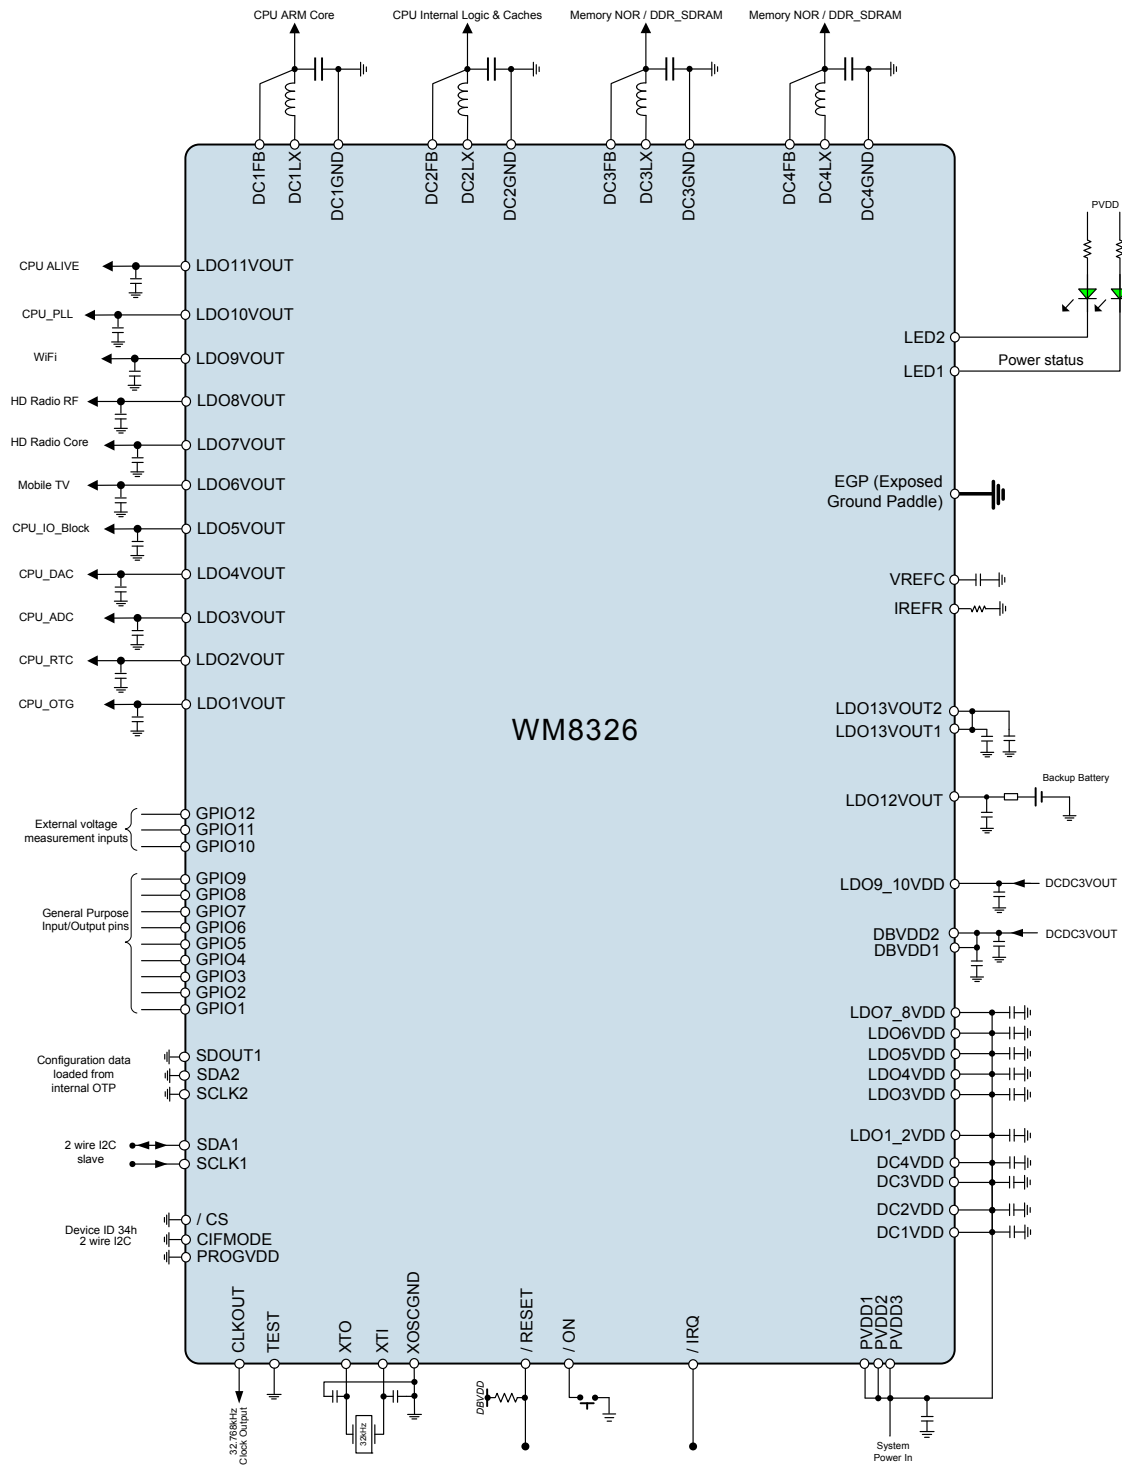 CPU ARM Core
CPU Internal Logic & Caches
Memory NOR / DDR_SDRAM
Memory NOR / DDR_SDRAM
DC1FB
DC1LX
DC1GND
DC2FB
DC2LX
DC2GND
DC3FB
DC3LX
DC3GND
DC4FB
DC4LX
DC4GND
PVDD
CPU ALIVE
LDO11VOUT
CPU_PLL
LDO10VOUT
WiFi
LDO9VOUT
HD Radio RF
LDO8VOUT
HD Radio Core
LDO7VOUT
Mobile TV
LDO6VOUT
CPU_IO_Block
LDO5VOUT
CPU_DAC
LDO4VOUT
CPU_ADC
LDO3VOUT
CPU_RTC
LDO2VOUT
CPU_OTG
LDO1VOUT
LED2
Power status
LED1
EGP (Exposed
Ground Paddle)
VREFC
IREFR
WM8326
LDO13VOUT2
LDO13VOUT1
Backup Battery
LDO12VOUT
External voltage
measurement inputs
GPIO12
GPIO11
GPIO10
General Purpose
Input/Output pins
GPIO9
GPIO8
GPIO7
GPIO6
GPIO5
GPIO4
GPIO3
GPIO2
GPIO1
LDO9_10VDD
DCDC3VOUT
DBVDD2
DCDC3VOUT
DBVDD1
Configuration data
loaded from
internal OTP
SDOUT1
SDA2
SCLK2
2 wire I2C
slave
SDA1
SCLK1
Device ID 34h
2 wire I2C
/ CS
CIFMODE
PROGVDD
LDO7_8VDD
LDO6VDD
LDO5VDD
LDO4VDD
LDO3VDD
LDO1_2VDD
DC4VDD
DC3VDD
DC2VDD
DC1VDD
CLKOUT
TEST
XTO
XTI
XOSCGND
/ RESET
/ ON
/ IRQ
PVDD1
PVDD2
PVDD3
32.768kHz
Clock Output
32kHz
DBVDD
System
Power In